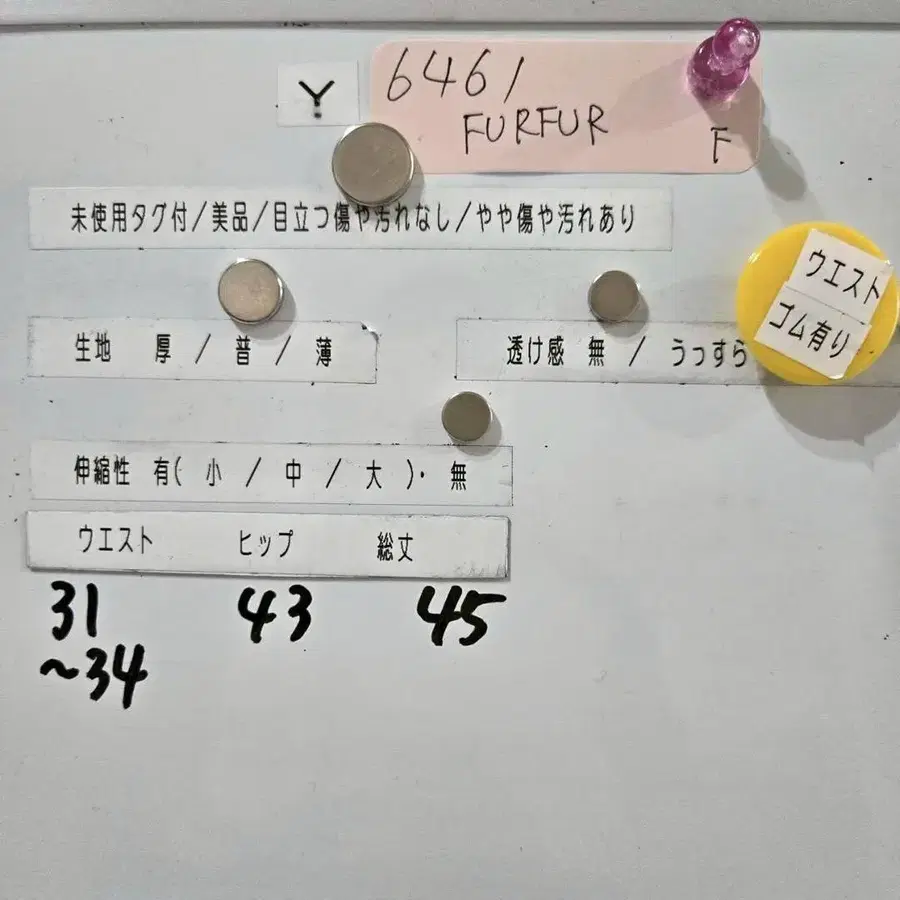 Y
6461
FURFUR
F
未使用タグ付/美品/目立つ傷や汚れなし/やや傷や汚れあり
ウエスト
ゴム有り
生地 厚 / 普 / 薄
透け感 無 / うっすら
伸縮性 有( 小 / 中 / 大 )・ 無
ウエスト ヒップ 総丈
31 43 45
~34